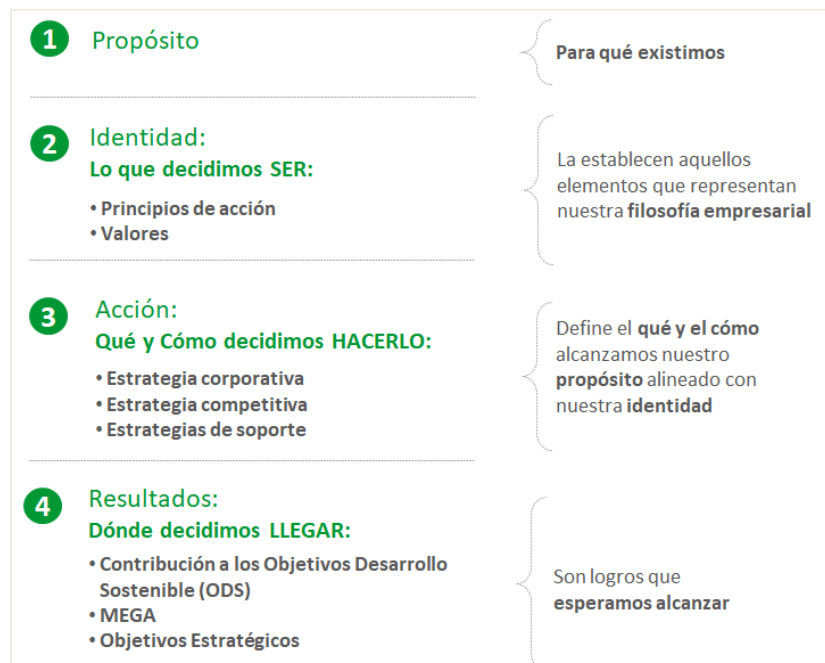 1 Propósito
Para qué existimos
2 Identidad:
Lo que decidimos SER:
• Principios de acción
• Valores
La establecen aquellos
elementos que representan
nuestra filosofía empresarial
3 Acción:
Qué y Cómo decidimos HACERLO:
• Estrategia corporativa
• Estrategia competitiva
• Estrategias de soporte
Define el qué y el cómo
alcanzamos nuestro
propósito alineado con
nuestra identidad
4 Resultados:
Dónde decidimos LLEGAR:
• Contribución a los Objetivos Desarrollo
Sostenible (ODS)
• MEGA
• Objetivos Estratégicos
Son logros que
esperamos alcanzar